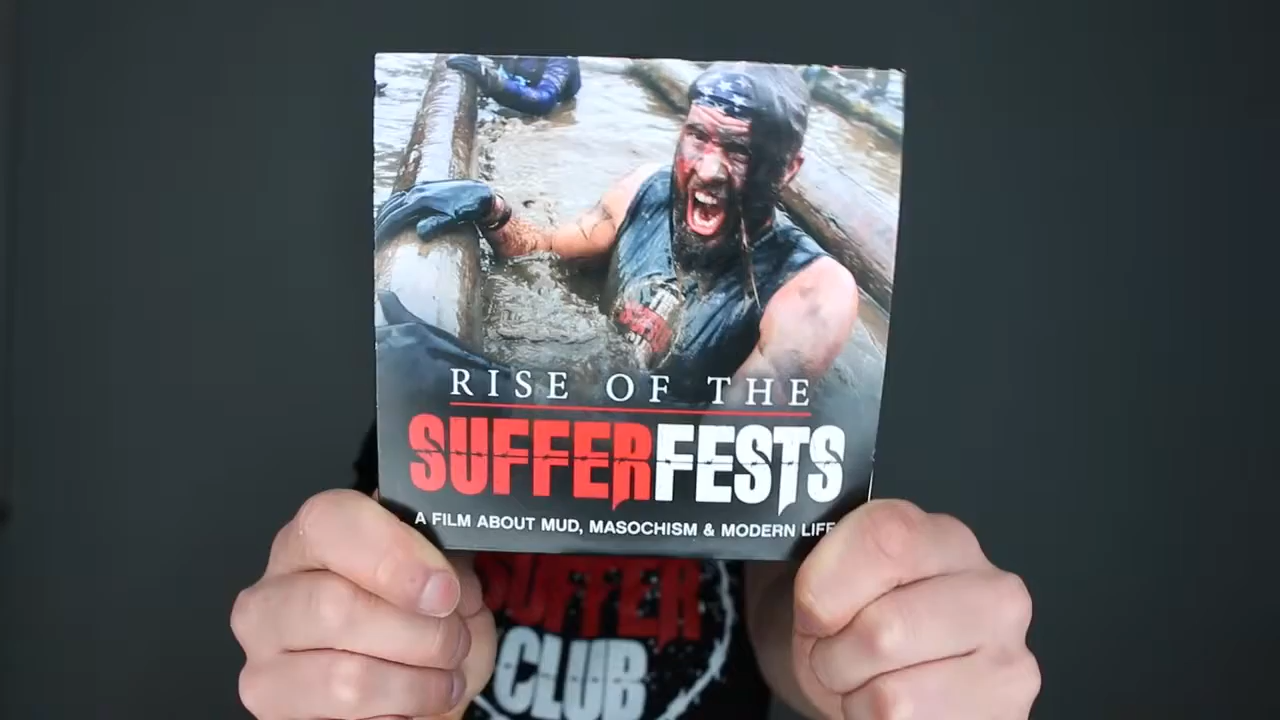 RISE OF THE
SUFFERFESTS
A FILM ABOUT MUD, MASOCHISM & MODERN LIFE
SUFFER
CLUB